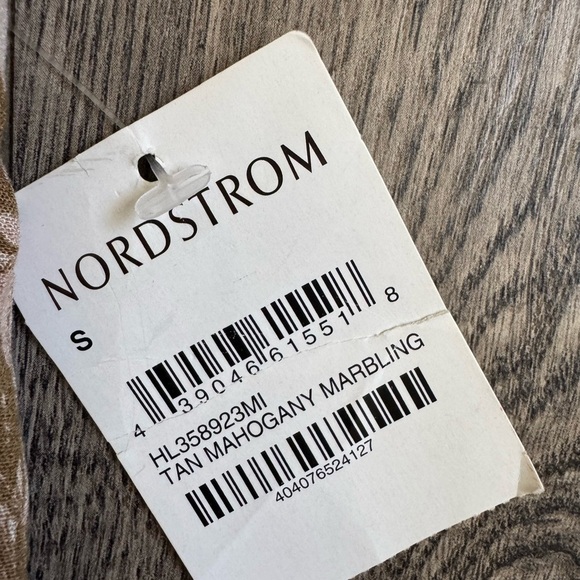 NORDSTROM
S
4 39046 61551 8
HL358923MI
TAN MAHOGANY MARBLING
404076524127